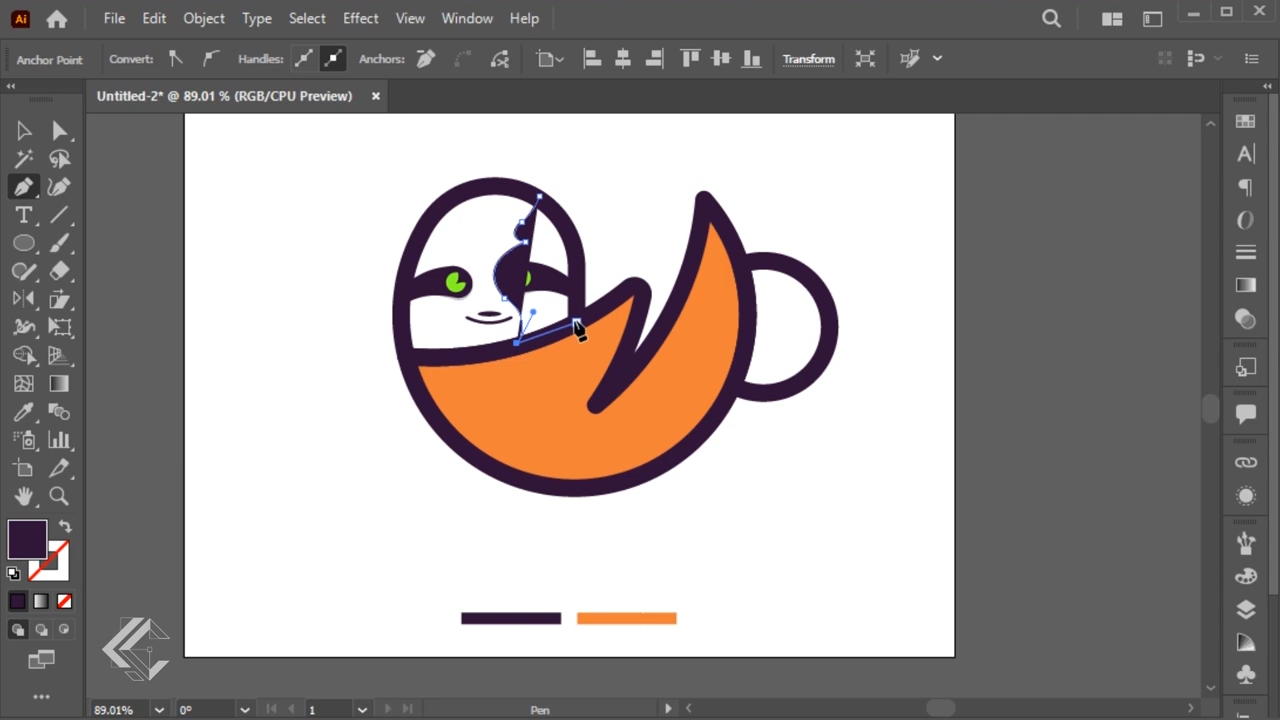 Ai File Edit Object Type Select Effect View Window Help
Anchor Point Convert: Handles: Anchors: Transform
Untitled-2* @ 89.01 % (RGB/CPU Preview) ×
89.01% 0° 1 Pen